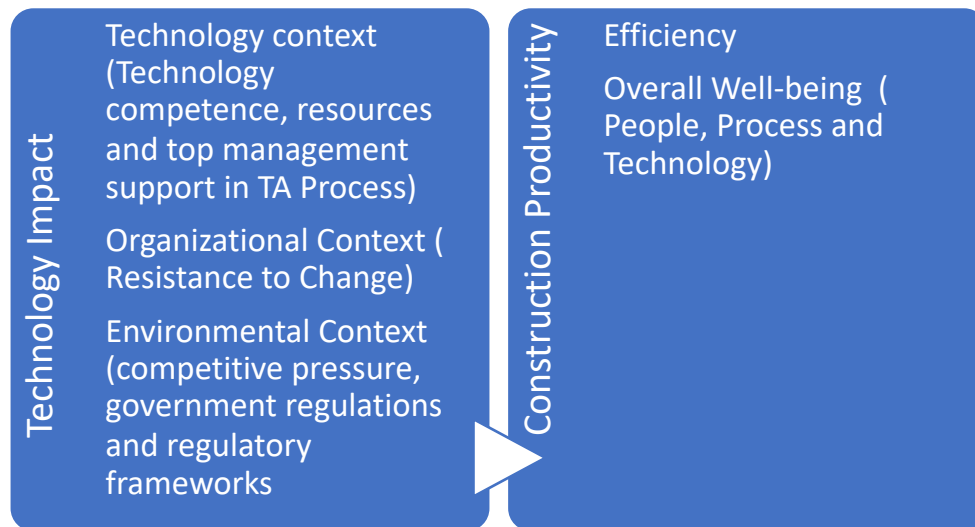 Technology Impact
Technology context
(Technology
competence, resources
and top management
support in TA Process)
Organizational Context (
Resistance to Change)
Environmental Context
(competitive pressure,
government regulations
and regulatory
frameworks
Construction Productivity
Efficiency
Overall Well-being  (
People, Process and
Technology)